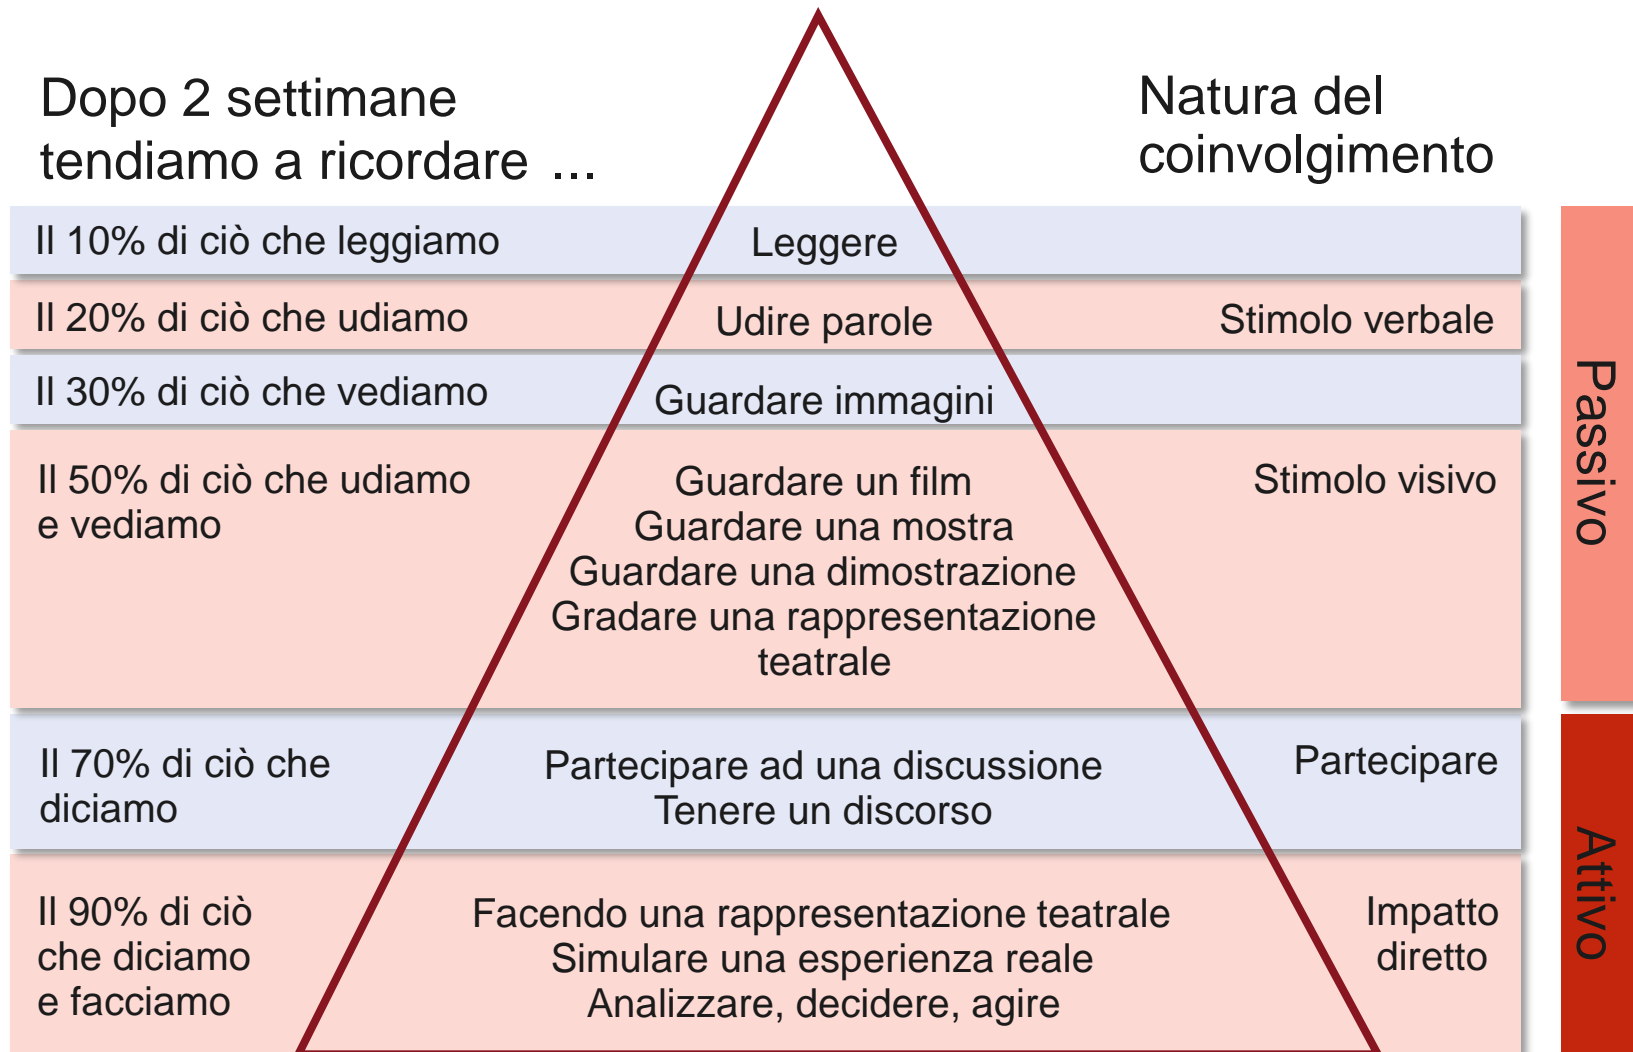 Dopo 2 settimane
tendiamo a ricordare ...
Natura del
coinvolgimento
Il 10% di ciò che leggiamo
Leggere
Il 20% di ciò che udiamo
Udire parole
Stimolo verbale
Il 30% di ciò che vediamo
Guardare immagini
Il 50% di ciò che udiamo
e vediamo
Guardare un film
Guardare una mostra
Guardare una dimostrazione
Gradare una rappresentazione
teatrale
Stimolo visivo
Passivo
Il 70% di ciò che
diciamo
Partecipare ad una discussione
Tenere un discorso
Partecipare
Il 90% di ciò
che diciamo
e facciamo
Facendo una rappresentazione teatrale
Simulare una esperienza reale
Analizzare, decidere, agire
Impatto
diretto
Attivo